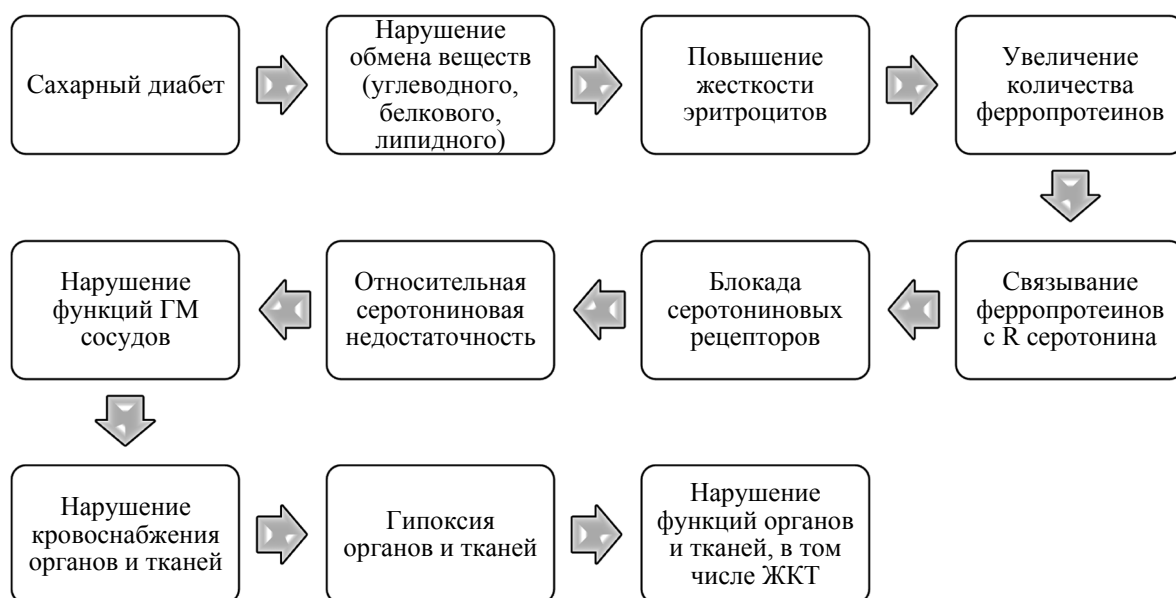 Сахарный диабет
Нарушение
обмена веществ
(углеводного,
белкового,
липидного)
Повышение
жесткости
эритроцитов
Увеличение
количества
ферропротеинов
Связывание
ферропротеинов
с R серотонина
Блокада
серотониновых
рецепторов
Относительная
серотониновая
недостаточность
Нарушение
функций ГМ
сосудов
Нарушение
кровоснабжения
органов и тканей
Гипоксия
органов и тканей
Нарушение
функций органов
и тканей, в том
числе ЖКТ